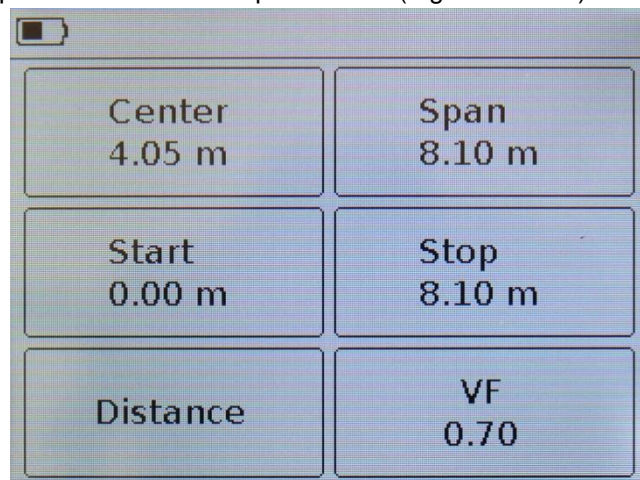 Center
4.05 m
Span
8.10 m
Start
0.00 m
Stop
8.10 m
Distance
VF
0.70